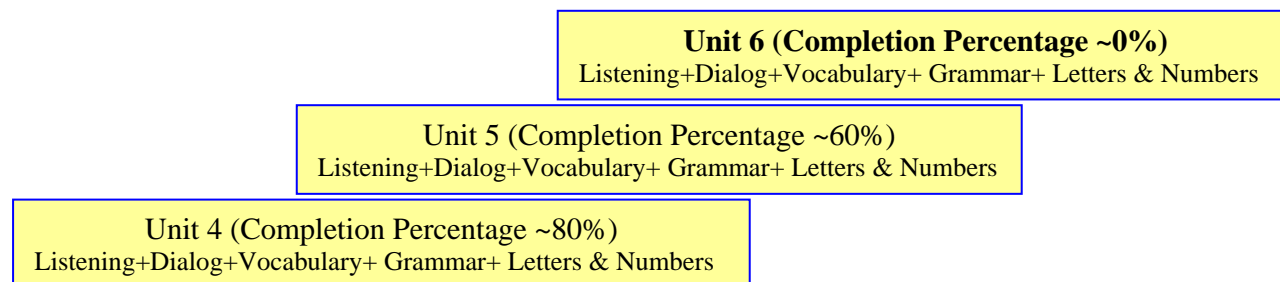 Unit 6 (Completion Percentage ~0%)
Listening+Dialog+Vocabulary+ Grammar+ Letters & Numbers
Unit 5 (Completion Percentage ~60%)
Listening+Dialog+Vocabulary+ Grammar+ Letters & Numbers
Unit 4 (Completion Percentage ~80%)
Listening+Dialog+Vocabulary+ Grammar+ Letters & Numbers